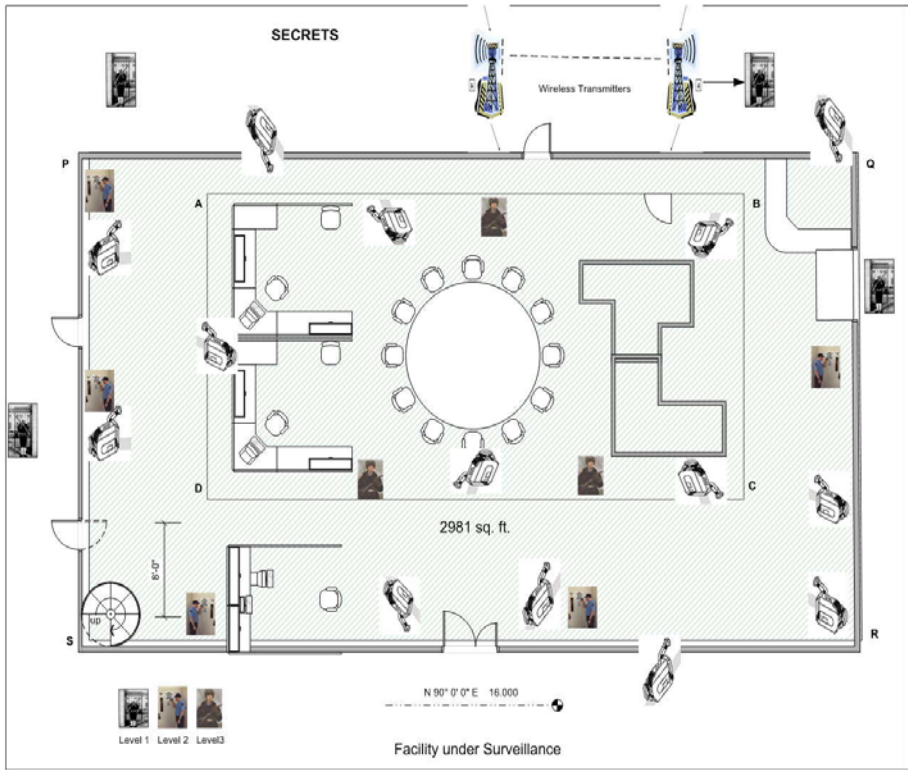 SECRETS
Wireless Transmitters
P
Q
A
B
D
C
2981 sq. ft.
6'-0"
up
S
R
N 90° 0' 0" E 16.000
Level 1 Level 2 Level3
Facility under Surveillance